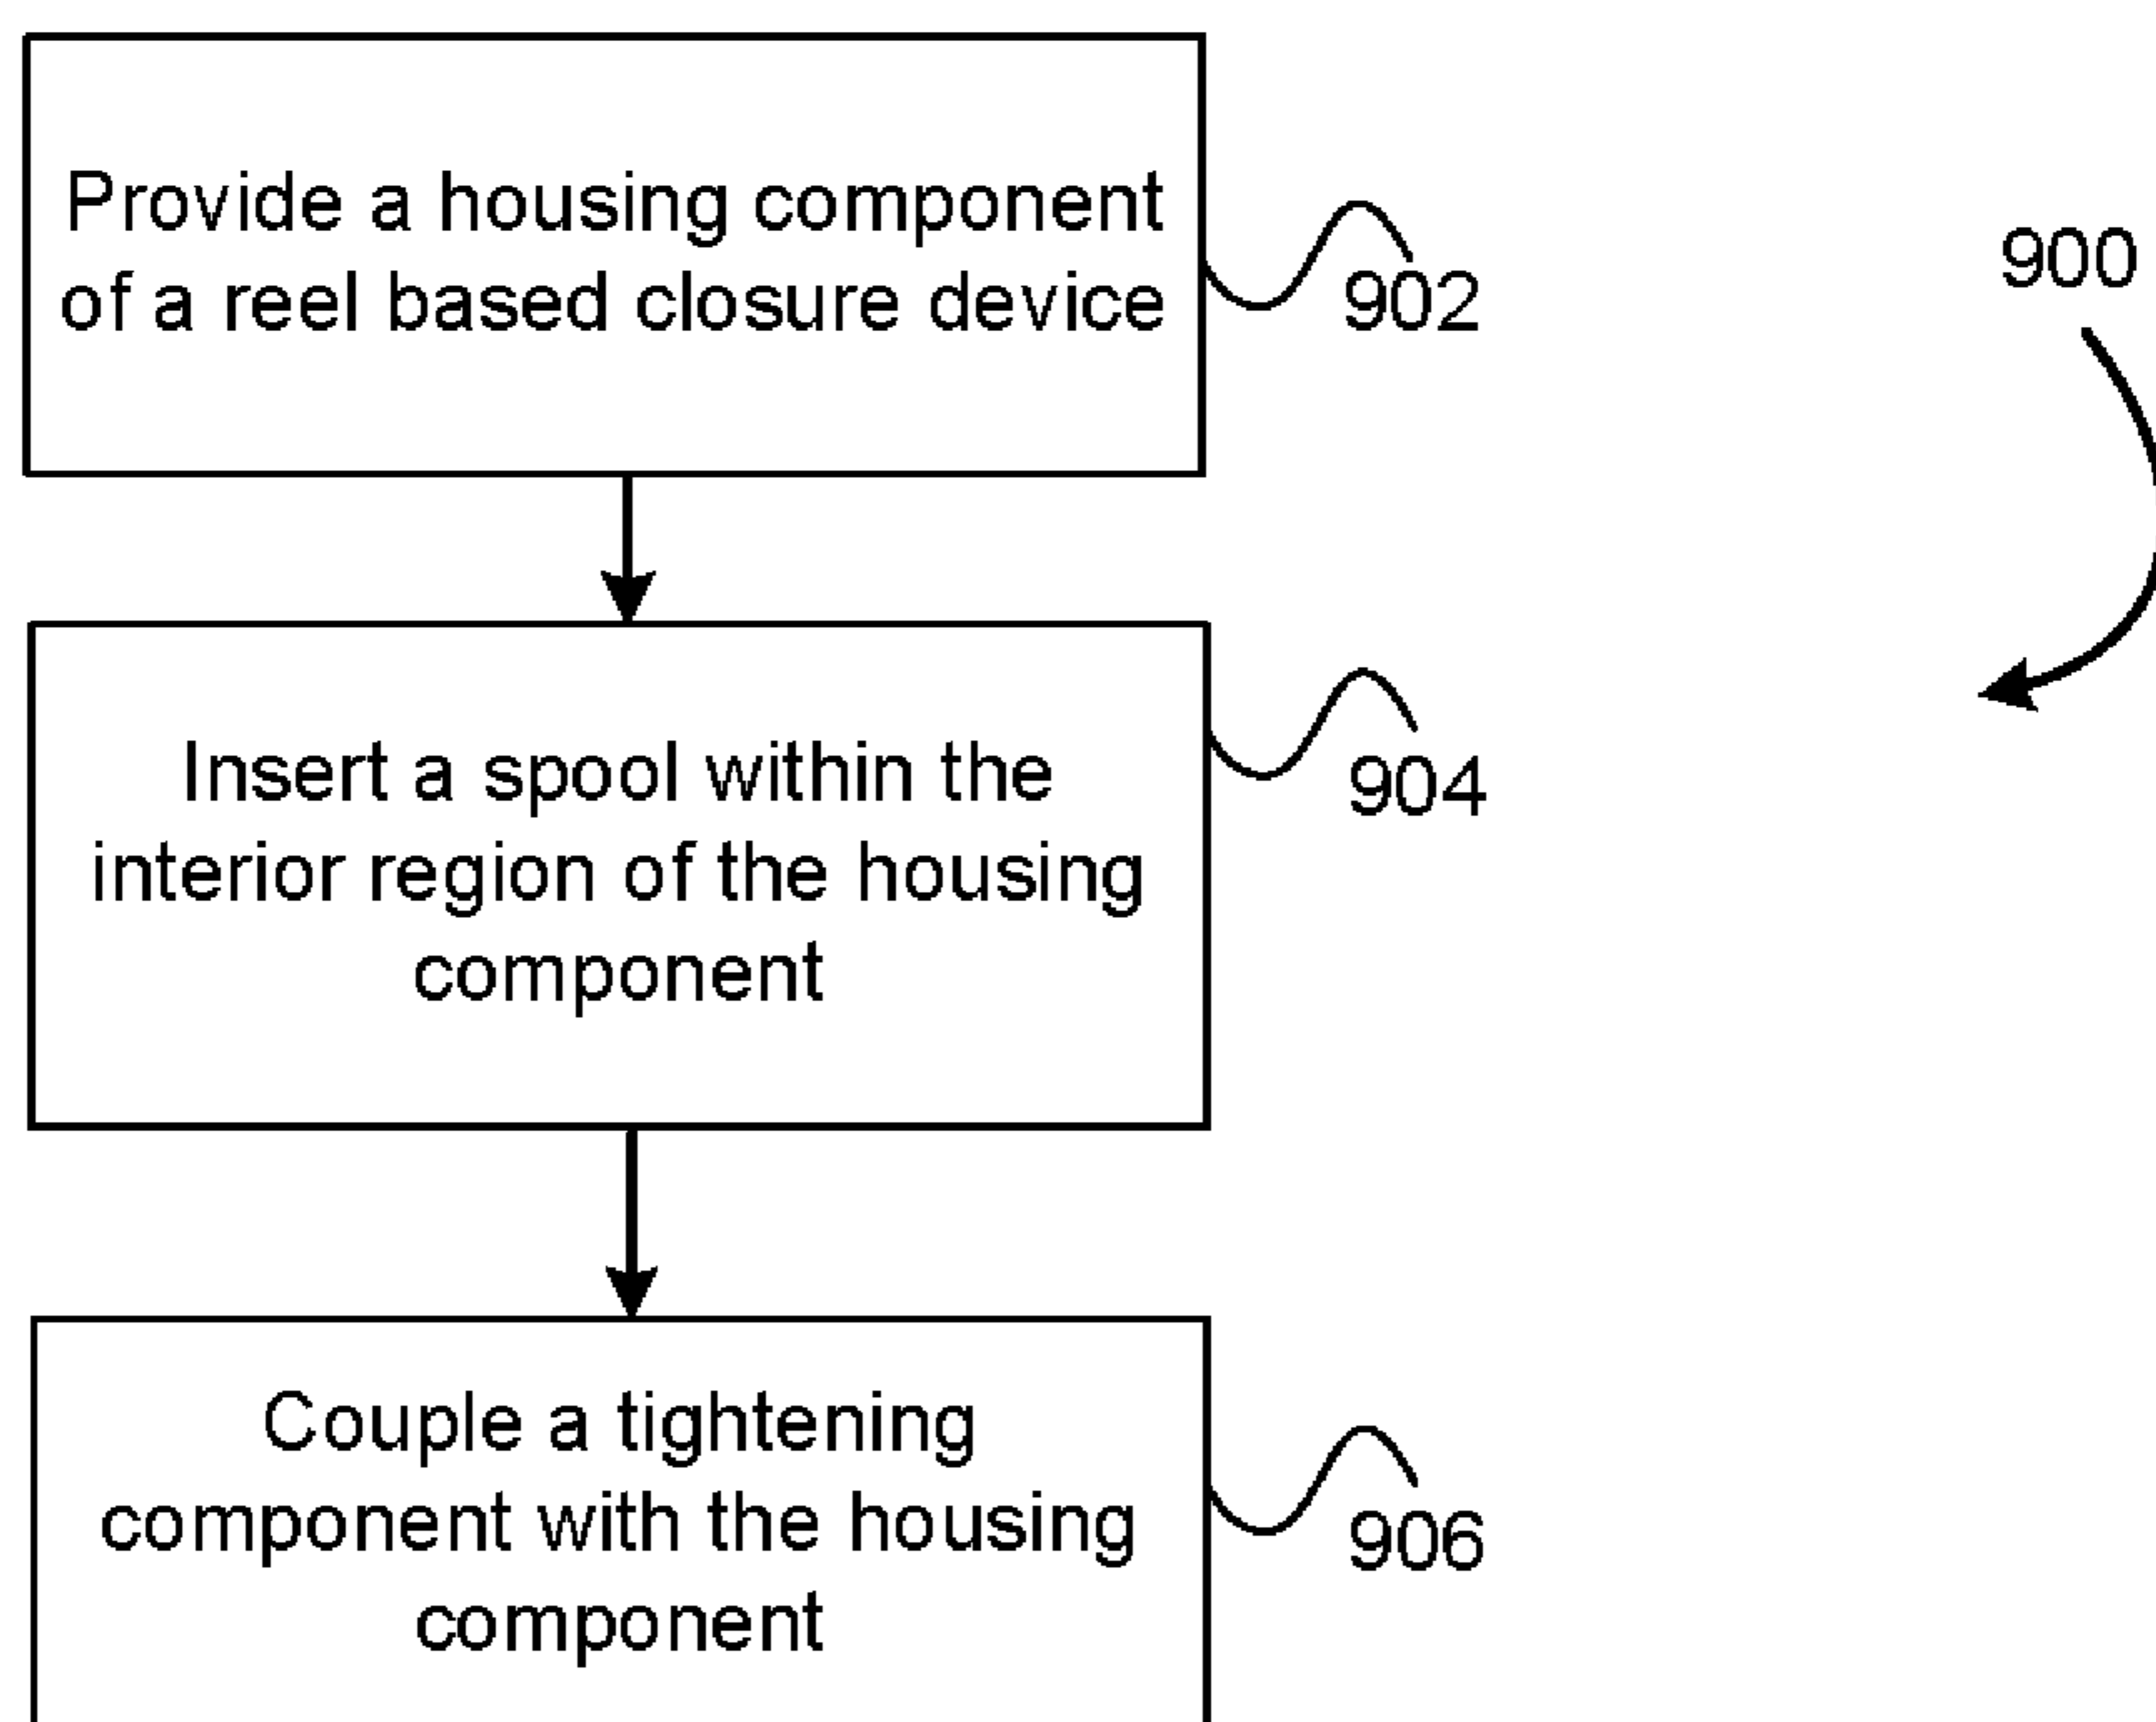 Provide a housing component
of a reel based closure device
902
900
Insert a spool within the
interior region of the housing
component
904
Couple a tightening
component with the housing
component
906